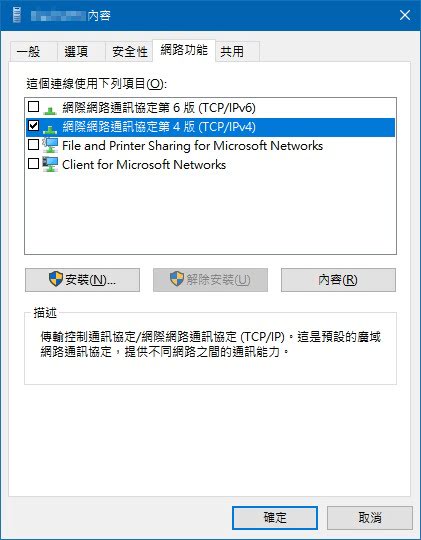 內容
一般 選項 安全性 網路功能 共用
這個連線使用下列項目(O):
網際網路通訊協定第 6 版 (TCP/IPv6)
網際網路通訊協定第 4 版 (TCP/IPv4)
File and Printer Sharing for Microsoft Networks
Client for Microsoft Networks
安裝(N)... 解除安裝(U) 內容(R)
描述
傳輸控制通訊協定/網際網路通訊協定 (TCP/IP)。這是預設的廣域
網路通訊協定，提供不同網路之間的通訊能力。
確定 取消